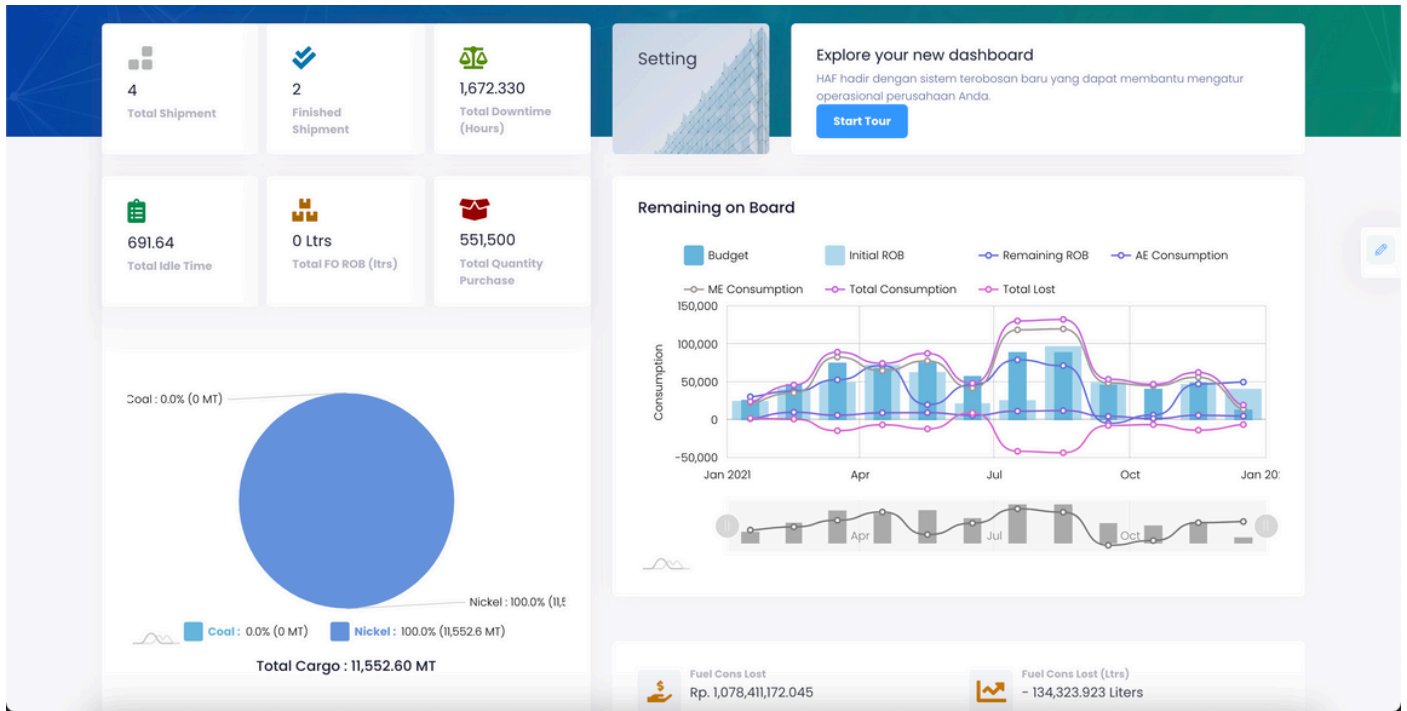 4
Total Shipment
2
Finished
Shipment
1,672.330
Total Downtime
(Hours)
Setting
Explore your new dashboard
HAF hadir dengan sistem terobosan baru yang dapat membantu mengatur
operasional perusahaan Anda.
Start Tour
691.64
Total Idle Time
0 Ltrs
Total FO ROB (ltrs)
551,500
Total Quantity
Purchase
Remaining on Board
Budget
Initial ROB
Remaining ROB
AE Consumption
ME Consumption
Total Consumption
Total Lost
Consumption
150,000
100,000
50,000
0
-50,000
Jan 2021
Apr
Jul
Oct
Jan 20
Apr
Jul
Oct
Coal : 0.0% (0 MT)
Nickel : 100.0% (11,5
Coal : 0.0% (0 MT)
Nickel : 100.0% (11,552.6 MT)
Total Cargo : 11,552.60 MT
Fuel Cons Lost
Rp. 1,078,411,172.045
Fuel Cons Lost (Ltrs)
- 134,323.923 Liters